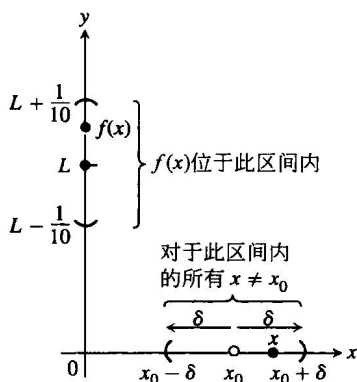 y
L + 1/10
f(x)
L
f(x)位于此区间内
L − 1/10
对于此区间内
的所有 x ≠ x₀
δ δ
x
x
0 x₀ − δ x₀ x₀ + δ